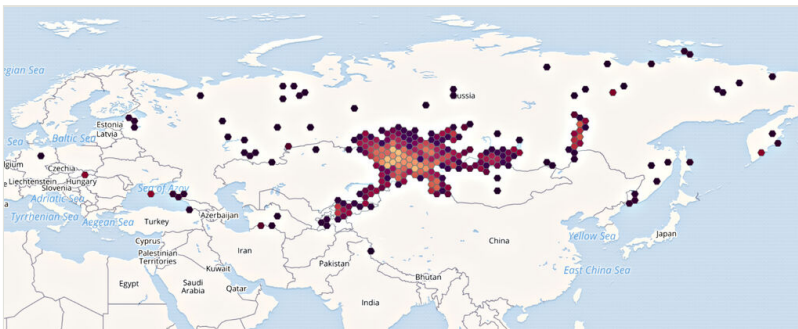 egian Sea
Russia
Estonia
Latvia
Baltic Sea
Sea
lgium
Czechia
Liechtenstein
Hungary
Slovenia
Sea of Azov
Adriatic Sea
Tyrrhenian Sea
Aegean Sea
Turkey
Azerbaijan
Cyprus
Palestinian
Territories
Iran
Kuwait
Egypt
Saudi
Arabia
Qatar
Pakistan
India
Bhutan
China
Yellow Sea
Japan
East China Sea